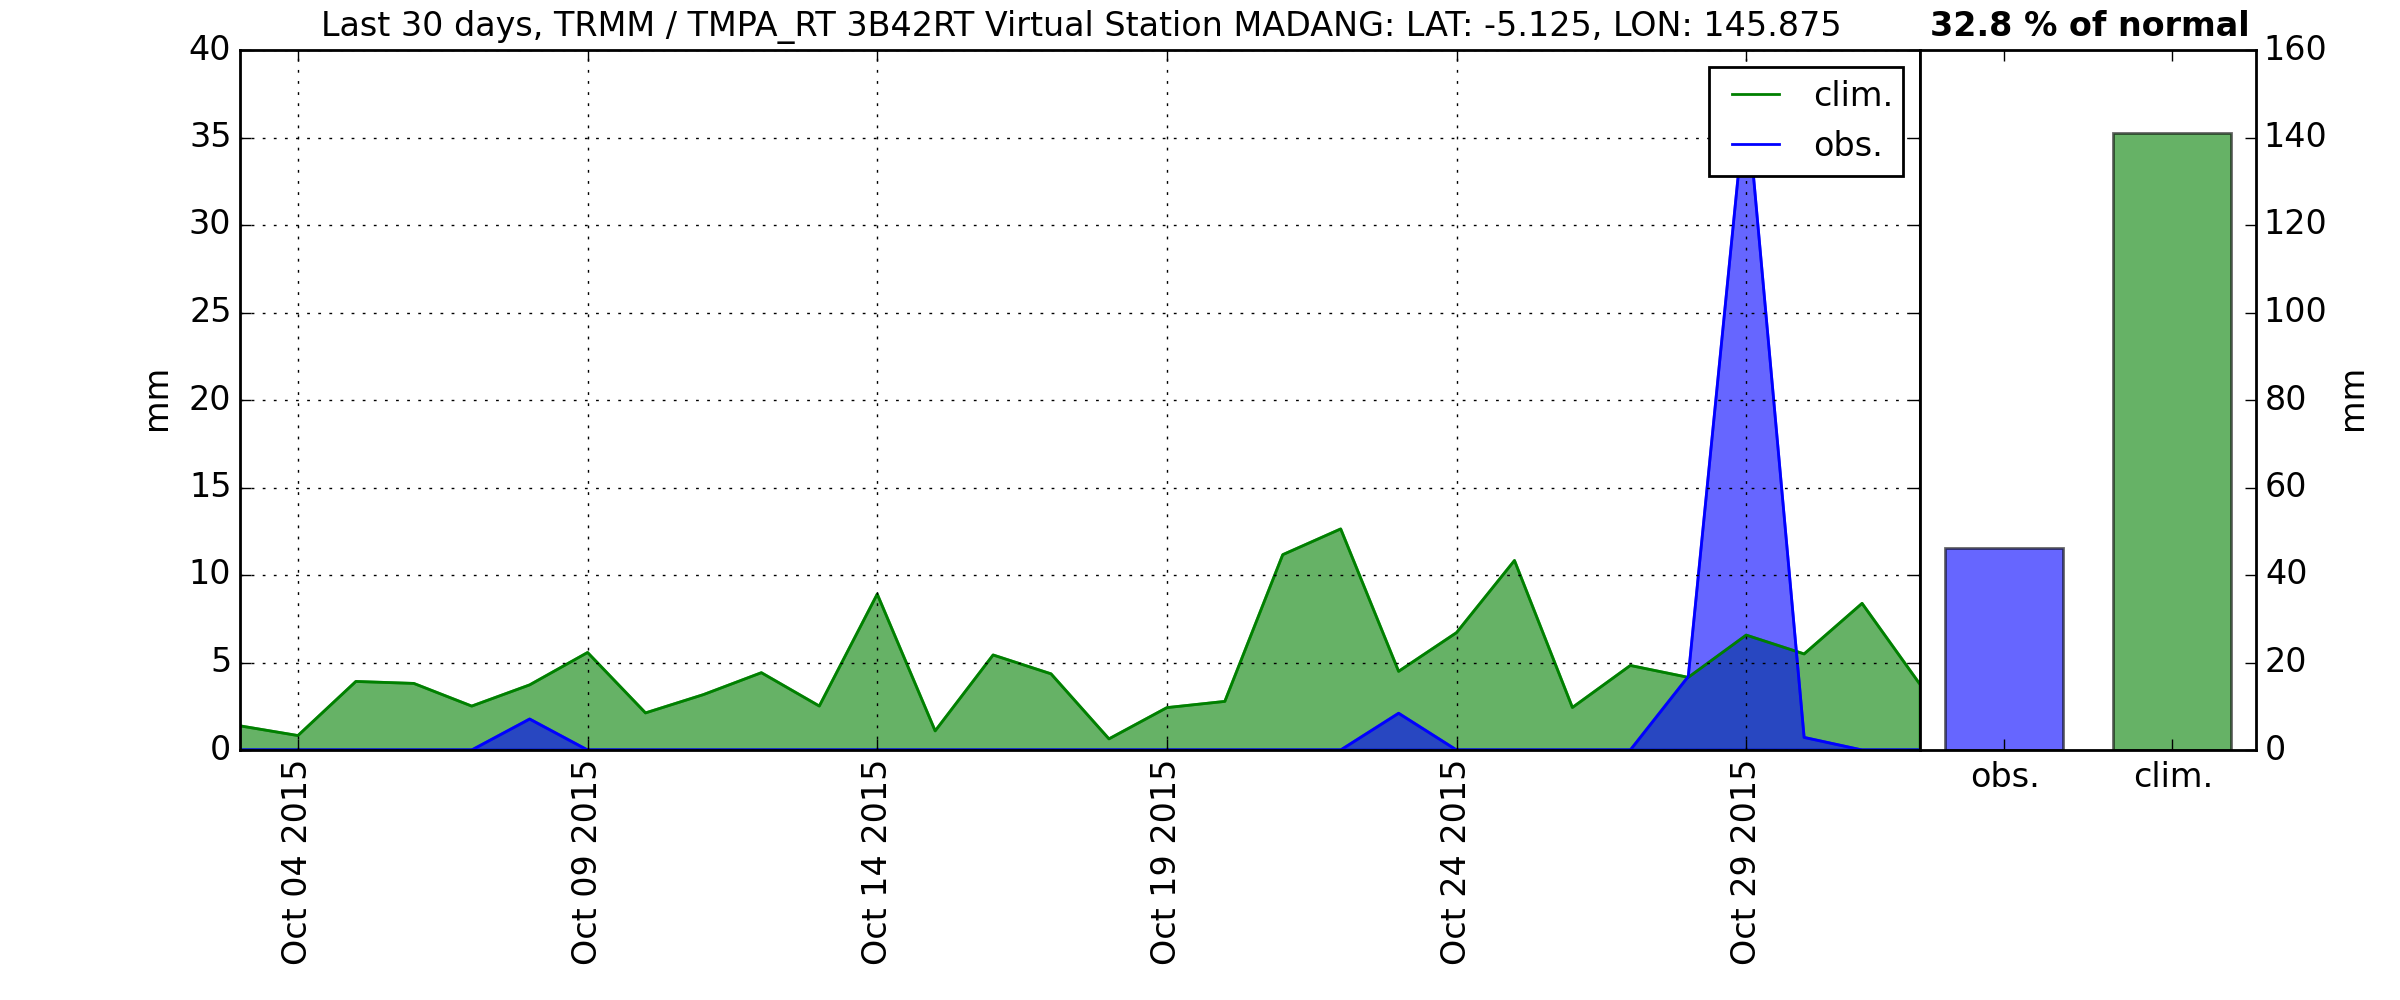 Last 30 days, TRMM / TMPA_RT 3B42RT Virtual Station MADANG: LAT: -5.125, LON: 145.875
32.8 % of normal
40
35
30
25
20
15
10
5
0
mm
clim.
obs.
160
140
120
100
80
60
40
20
0
mm
Oct 04 2015
Oct 09 2015
Oct 14 2015
Oct 19 2015
Oct 24 2015
Oct 29 2015
obs.
clim.